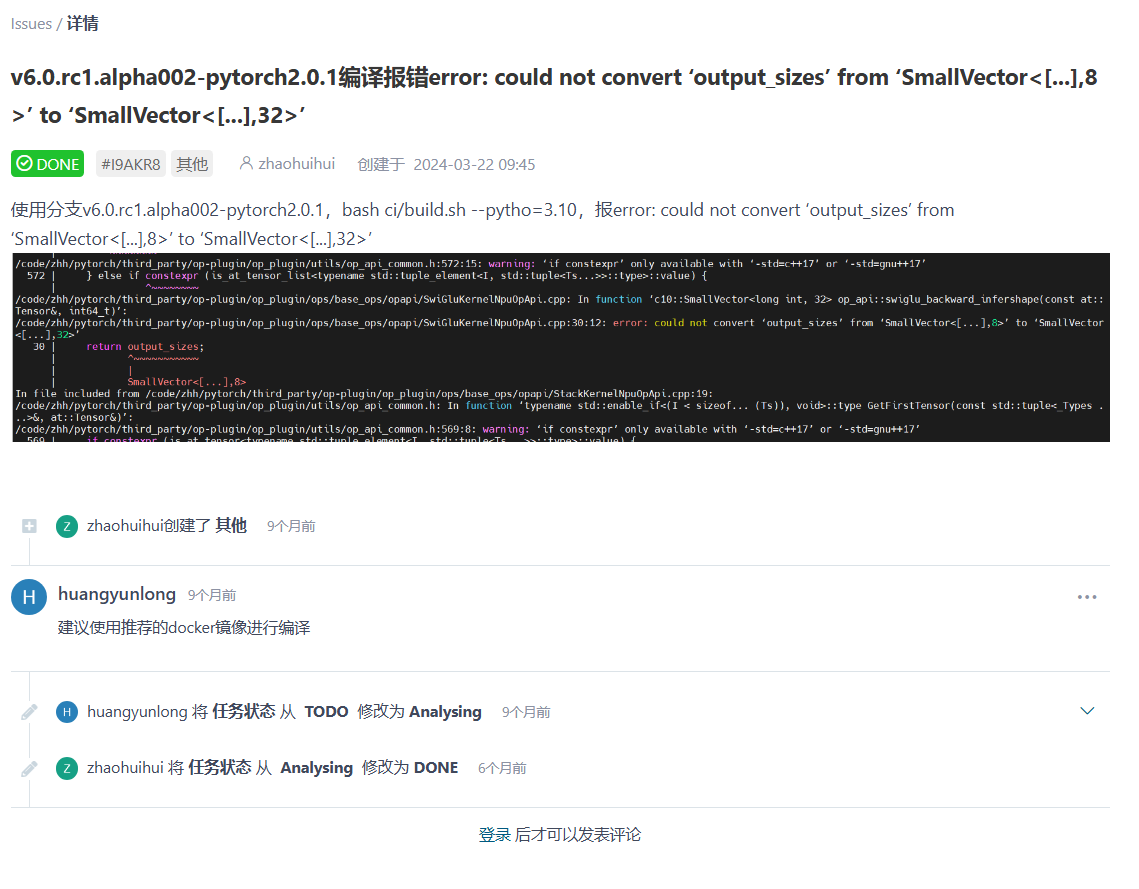 Issues / 详情
v6.0.rc1.alpha002-pytorch2.0.1编译报错error: could not convert ‘output_sizes’ from ‘SmallVector<[...],8
>’ to ‘SmallVector<[...],32>’
DONE #I9AKR8 其他 zhaohuihui 创建于 2024-03-22 09:45
使用分支v6.0.rc1.alpha002-pytorch2.0.1，bash ci/build.sh --pytho=3.10，报error: could not convert ‘output_sizes’ from
‘SmallVector<[...],8>’ to ‘SmallVector<[...],32>’
/code/zhh/pytorch/third_party/op-plugin/op_plugin/utils/op_api_common.h:572:15: warning: ‘if constexpr’ only available with ‘-std=c++17’ or ‘-std=gnu++17’
572 | } else if constexpr (is_at_tensor_list<typename std::tuple_element<I, std::tuple<Ts...>>::type>::value) {
| ^~~~~~~~~
/code/zhh/pytorch/third_party/op-plugin/op_plugin/ops/base_ops/opapi/SwiGluKernelNpuOpApi.cpp: In function ‘c10::SmallVector<long int, 32> op_api::swiglu_backward_infershape(const at::
Tensor&, int64_t)’:
/code/zhh/pytorch/third_party/op-plugin/op_plugin/ops/base_ops/opapi/SwiGluKernelNpuOpApi.cpp:30:12: error: could not convert ‘output_sizes’ from ‘SmallVector<[...],8>’ to ‘SmallVector
<[...],32>’
30 | return output_sizes;
| ^~~~~~~~~~~~
| |
| SmallVector<[...],8>
In file included from /code/zhh/pytorch/third_party/op-plugin/op_plugin/ops/base_ops/opapi/StackKernelNpuOpApi.cpp:19:
/code/zhh/pytorch/third_party/op-plugin/op_plugin/utils/op_api_common.h: In function ‘typename std::enable_if<(I < sizeof... (Ts)), void>::type GetFirstTensor(const std::tuple<_Types .
..>&, at::Tensor&)’:
/code/zhh/pytorch/third_party/op-plugin/op_plugin/utils/op_api_common.h:569:8: warning: ‘if constexpr’ only available with ‘-std=c++17’ or ‘-std=gnu++17’
569 | if constexpr (is_at_tensor<typename std::tuple_element<I, std::tuple<Ts...>>::type>::value) {
Z zhaohuihui创建了 其他 9个月前
H huangyunlong 9个月前
建议使用推荐的docker镜像进行编译
H huangyunlong 将 任务状态 从 TODO 修改为 Analysing 9个月前
Z zhaohuihui 将 任务状态 从 Analysing 修改为 DONE 6个月前
登录 后才可以发表评论